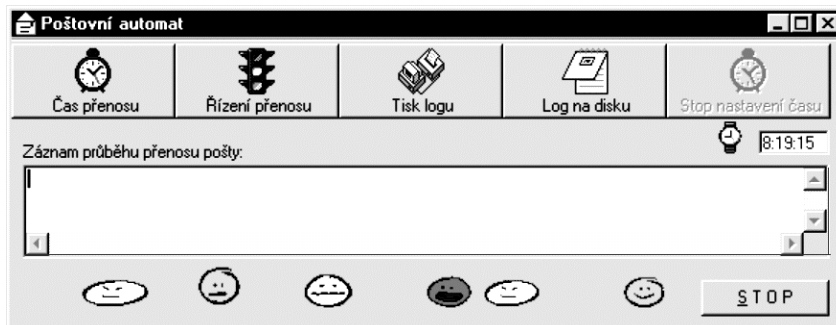 Poštovní automat
Čas přenosu
Řízení přenosu
Tisk logu
Log na disku
Stop nastavení času
8:19:15
Záznam průběhu přenosu pošty:
STOP